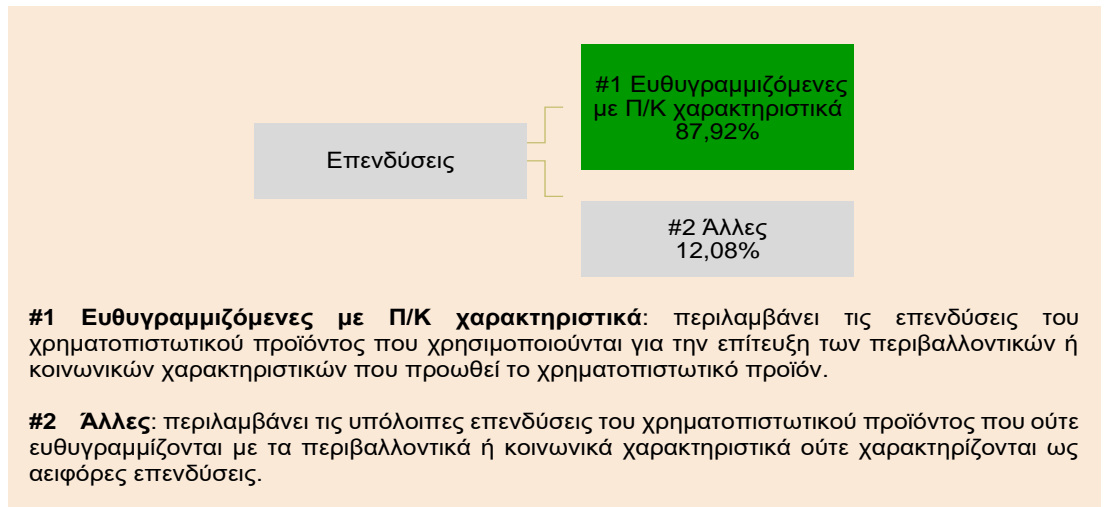 #1 Ευθυγραμμιζόμενες
με Π/Κ χαρακτηριστικά
87,92%
Επενδύσεις
#2 Άλλες
12,08%
#1 Ευθυγραμμιζόμενες με Π/Κ χαρακτηριστικά: περιλαμβάνει τις επενδύσεις του
χρηματοπιστωτικού προϊόντος που χρησιμοποιούνται για την επίτευξη των περιβαλλοντικών ή
κοινωνικών χαρακτηριστικών που προωθεί το χρηματοπιστωτικό προϊόν.
#2 Άλλες: περιλαμβάνει τις υπόλοιπες επενδύσεις του χρηματοπιστωτικού προϊόντος που ούτε
ευθυγραμμίζονται με τα περιβαλλοντικά ή κοινωνικά χαρακτηριστικά ούτε χαρακτηρίζονται ως
αειφόρες επενδύσεις.